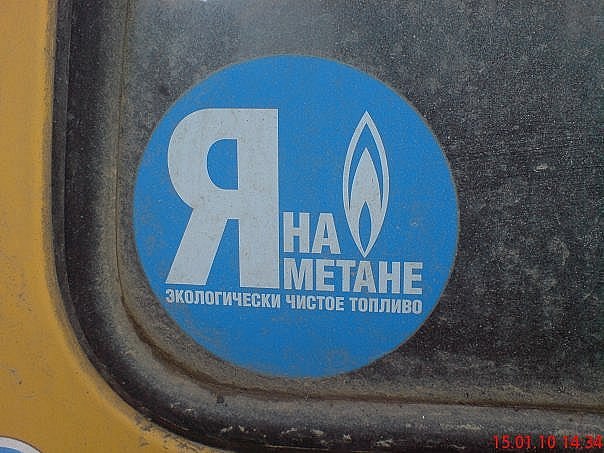 Я НА
МЕТАНЕ
ЭКОЛОГИЧЕСКИ ЧИСТОЕ ТОПЛИВО
15.01.10 14.34